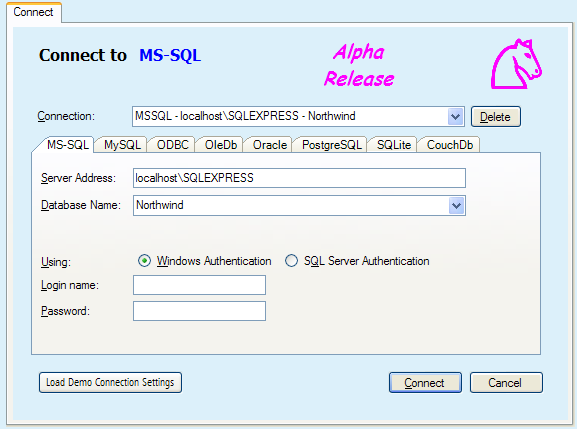 Connect
Connect to MS-SQL
Alpha
Release
Connection: MSSQL - localhost\SQLEXPRESS - Northwind Delete
MS-SQL MySQL ODBC OleDb Oracle PostgreSQL SQLite CouchDb
Server Address: localhost\SQLEXPRESS
Database Name: Northwind
Using: Windows Authentication SQL Server Authentication
Login name:
Password:
Load Demo Connection Settings Connect Cancel